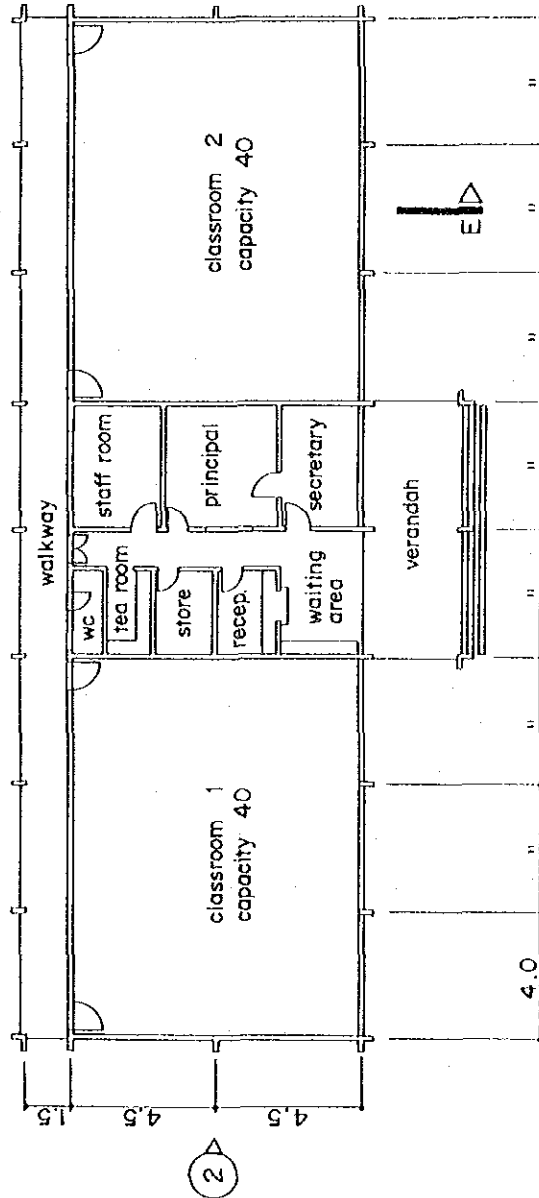 walkway
classroom 1
capacity 40
wc
tea room
store
recep.
waiting
area
staff room
principal
secretary
verandah
classroom 2
capacity 40
1.5
4.5
4.5
2
E
4.0
"
"
"
"
"
"
"